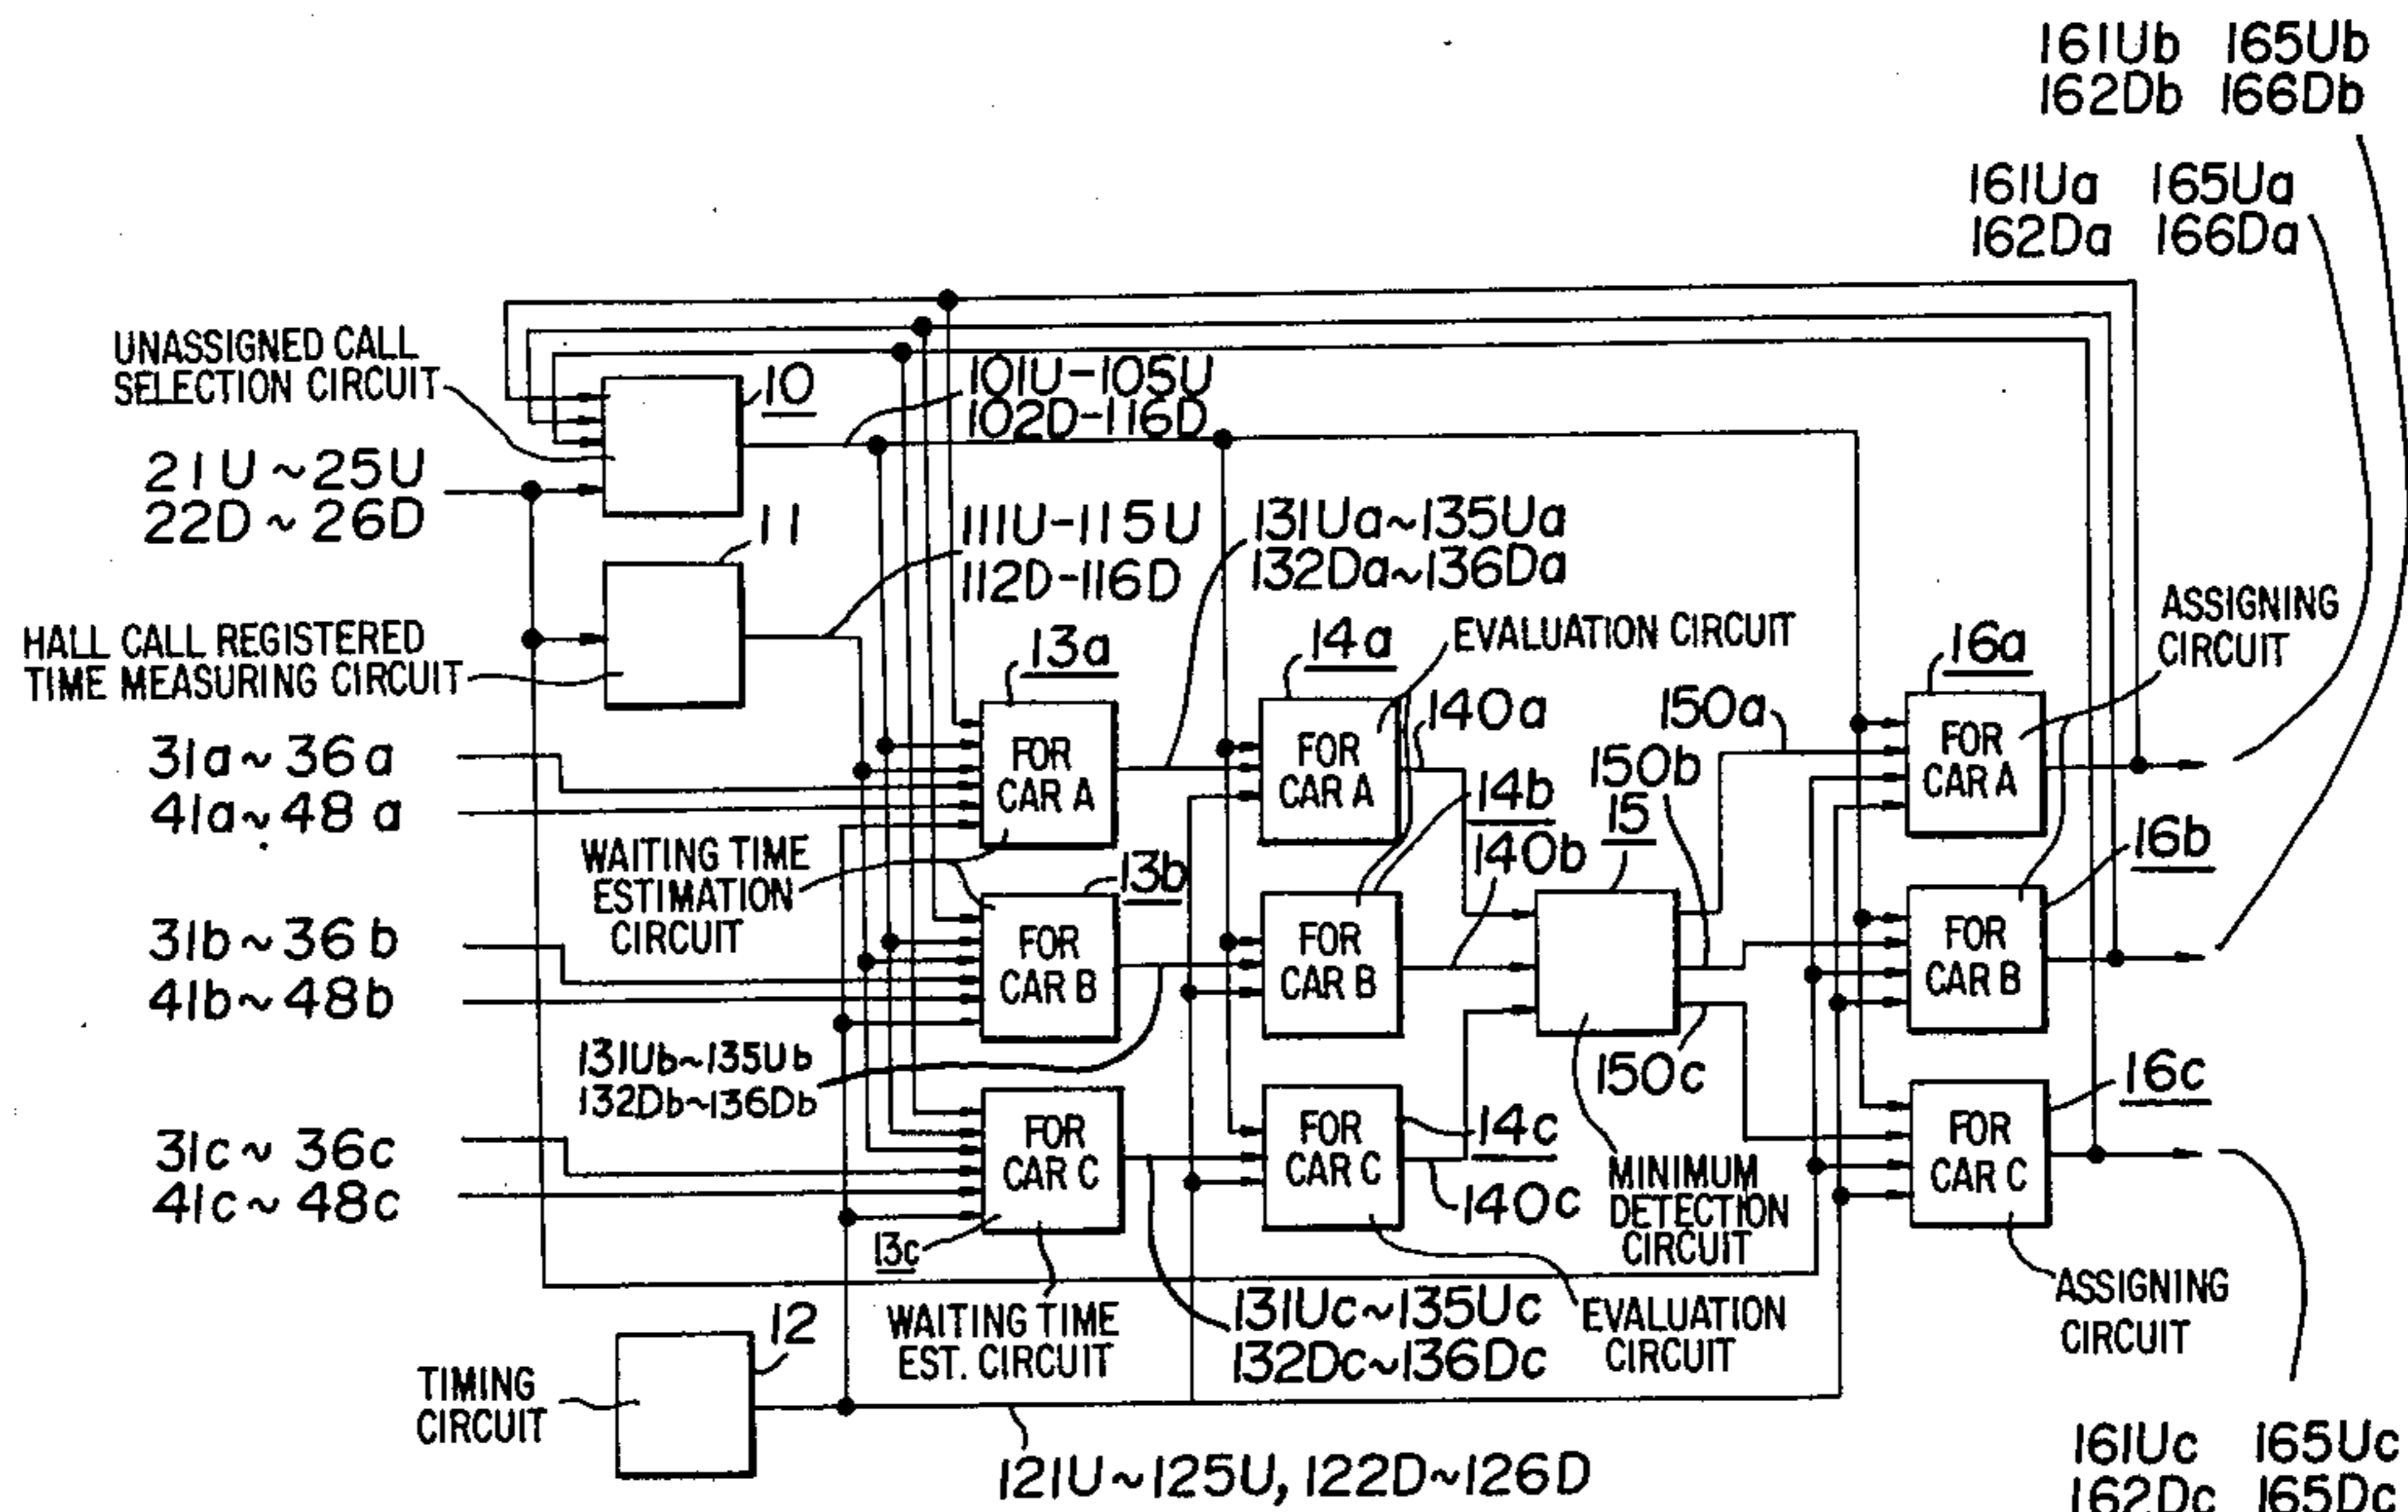 161Ub 165Ub
162Db 166Db
161Ua 165Ua
162Da 166Da
UNASSIGNED CALL
SELECTION CIRCUIT
10
101U-105U
102D-116D
21U~25U
22D~26D
11
111U-115U
112D-116D
131Ua~135Ua
132Da~136Da
HALL CALL REGISTERED
TIME MEASURING CIRCUIT
13a
14a
EVALUATION CIRCUIT
16a
ASSIGNING
CIRCUIT
31a~36a
41a~48a
FOR
CAR A
FOR
CAR A
140a
150a
150b
FOR
CAR A
14b
15
140b
16b
WAITING TIME
ESTIMATION
CIRCUIT
13b
31b~36b
41b~48b
FOR
CAR B
FOR
CAR B
FOR
CAR B
131Ub~135Ub
132Db~136Db
150c
16c
31c~36c
41c~48c
FOR
CAR C
FOR
CAR C
14c
140c
MINIMUM
DETECTION
CIRCUIT
FOR
CAR C
13c
WAITING TIME
EST. CIRCUIT
131Uc~135Uc
132Dc~136Dc
EVALUATION
CIRCUIT
ASSIGNING
CIRCUIT
12
TIMING
CIRCUIT
121U~125U, 122D~126D
161Uc 165Uc
162Dc 165Dc